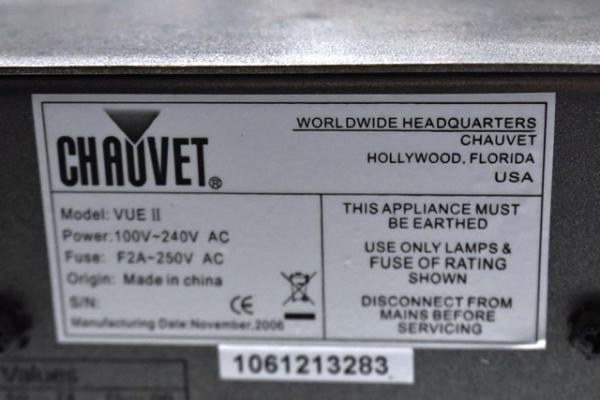 CHAUVET®
WORLDWIDE HEADQUARTERS
CHAUVET
HOLLYWOOD, FLORIDA
USA
Model: VUE II
Power:100V~240V AC
Fuse: F2A~250V AC
Origin: Made in china
S/N:
CE
Manufacturing Date:November,2006
THIS APPLIANCE MUST
BE EARTHED
USE ONLY LAMPS &
FUSE OF RATING
SHOWN
DISCONNECT FROM
MAINS BEFORE
SERVICING
1061213283
Values